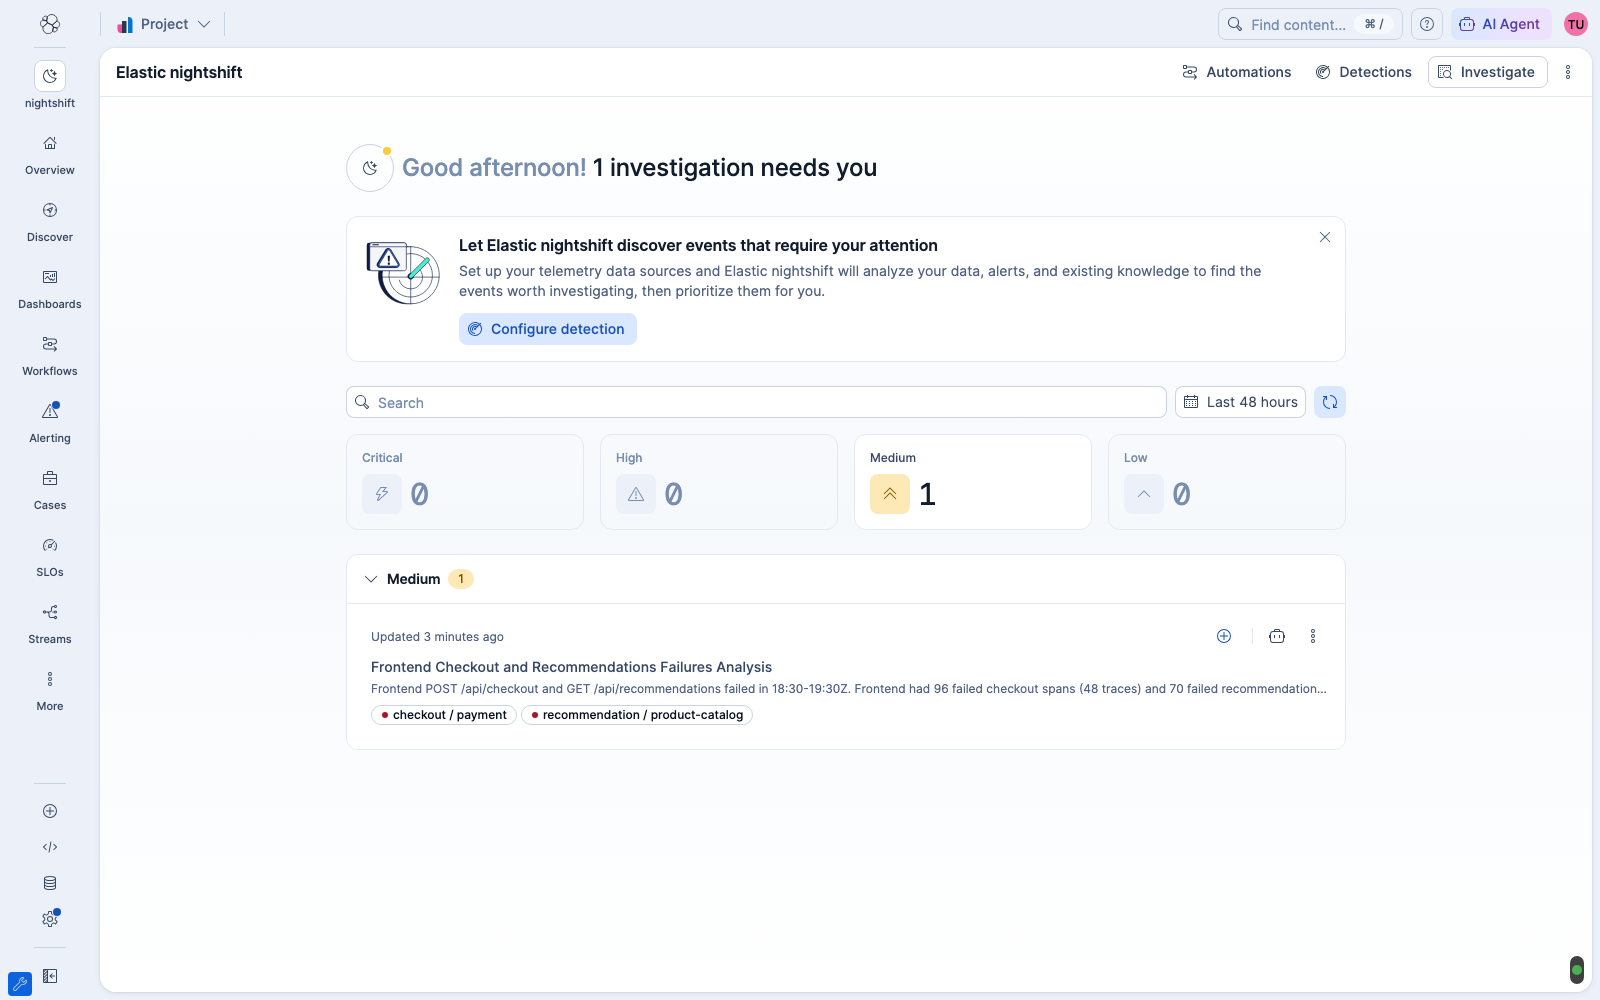 Project
Find content...
⌘ /
AI Agent
TU
nightshift
Overview
Discover
Dashboards
Workflows
Alerting
Cases
SLOs
Streams
More
Elastic nightshift
Automations
Detections
Investigate
Good afternoon! 1 investigation needs you
Let Elastic nightshift discover events that require your attention
Set up your telemetry data sources and Elastic nightshift will analyze your data, alerts, and existing knowledge to find the
events worth investigating, then prioritize them for you.
Configure detection
Search
Last 48 hours
Critical
0
High
0
Medium
1
Low
0
Medium 1
Updated 3 minutes ago
Frontend Checkout and Recommendations Failures Analysis
Frontend POST /api/checkout and GET /api/recommendations failed in 18:30-19:30Z. Frontend had 96 failed checkout spans (48 traces) and 70 failed recommendation...
checkout / payment
recommendation / product-catalog